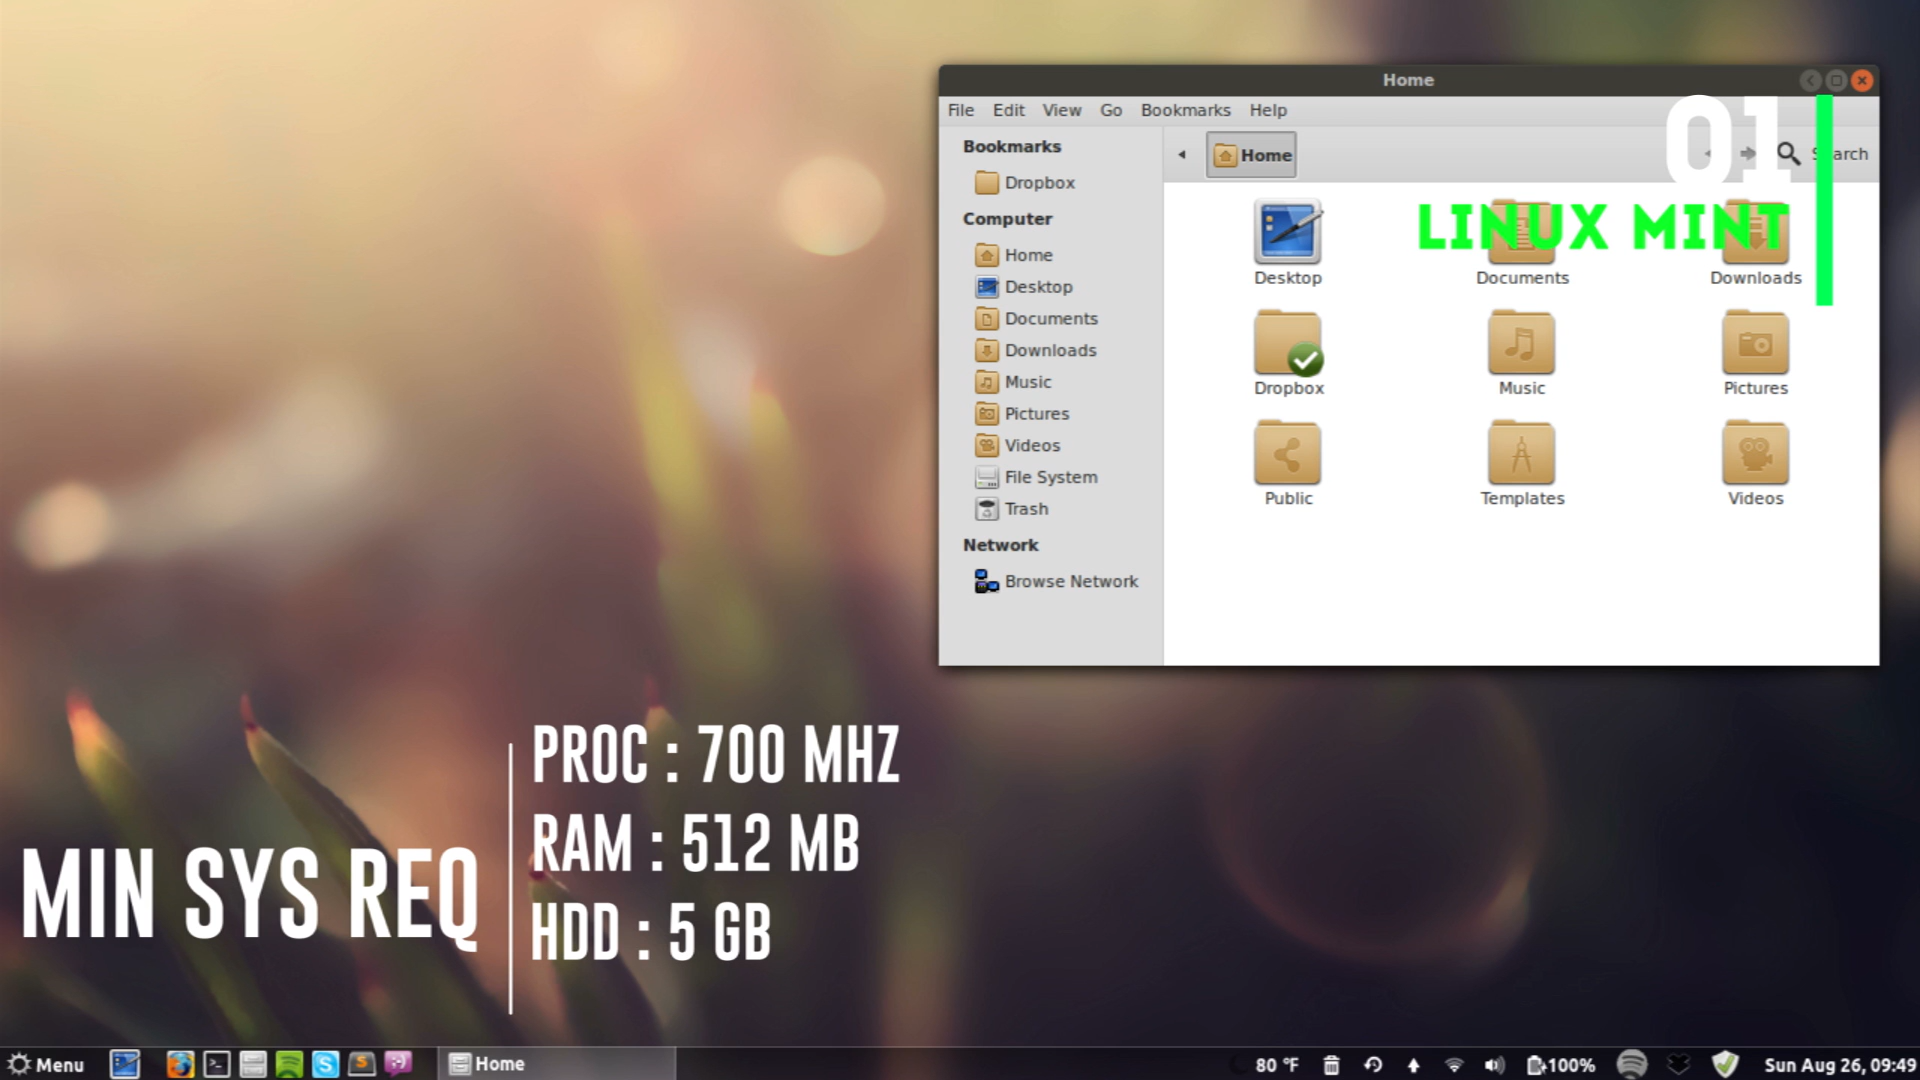 Home
File Edit View Go Bookmarks Help
01
Bookmarks
Home
Dropbox
LINUX MINT
Computer
Home
Desktop
Documents
Downloads
Music
Pictures
Videos
File System
Trash
Network
Browse Network
Desktop Documents Downloads
Dropbox Music Pictures
Public Templates Videos
MIN SYS REQ
PROC : 700 MHZ
RAM : 512 MB
HDD : 5 GB
Menu Home 80 °F 100% Sun Aug 26, 09:49